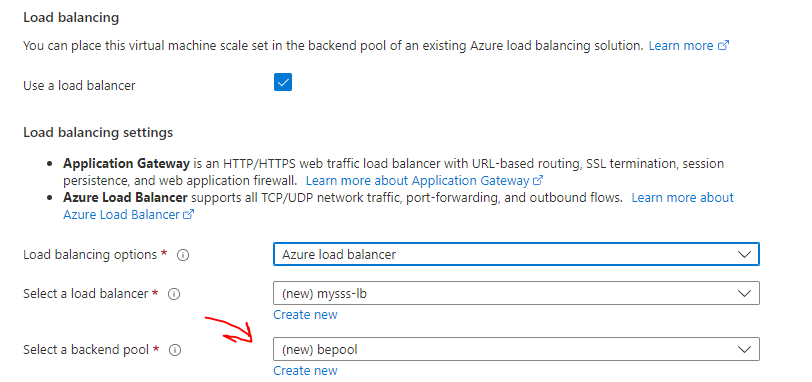 Load balancing
You can place this virtual machine scale set in the backend pool of an existing Azure load balancing solution. Learn more
Use a load balancer
Load balancing settings
• Application Gateway is an HTTP/HTTPS web traffic load balancer with URL-based routing, SSL termination, session
persistence, and web application firewall. Learn more about Application Gateway
• Azure Load Balancer supports all TCP/UDP network traffic, port-forwarding, and outbound flows. Learn more about
Azure Load Balancer
Load balancing options * Azure load balancer
Select a load balancer * (new) mysss-lb
Create new
Select a backend pool * (new) bepool
Create new